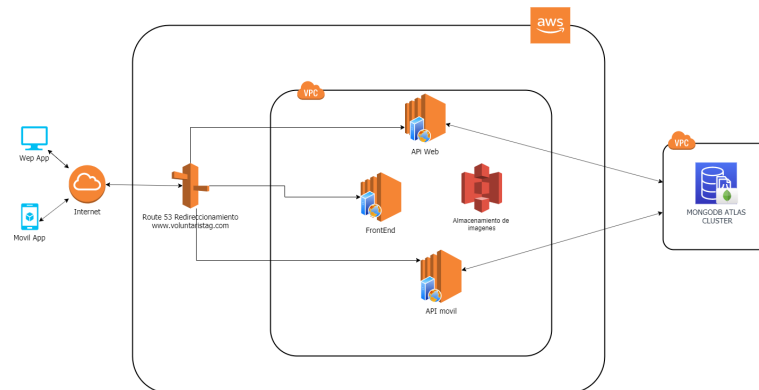 aws
VPC
APi Web
VPC
Wep App
Internet
Movil App
Route 53 Redireccionamiento
www.voluntaristag.com
FrontEnd
Almacenamiento de
imagenes
MONGODB ATLAS
CLUSTER
API movil